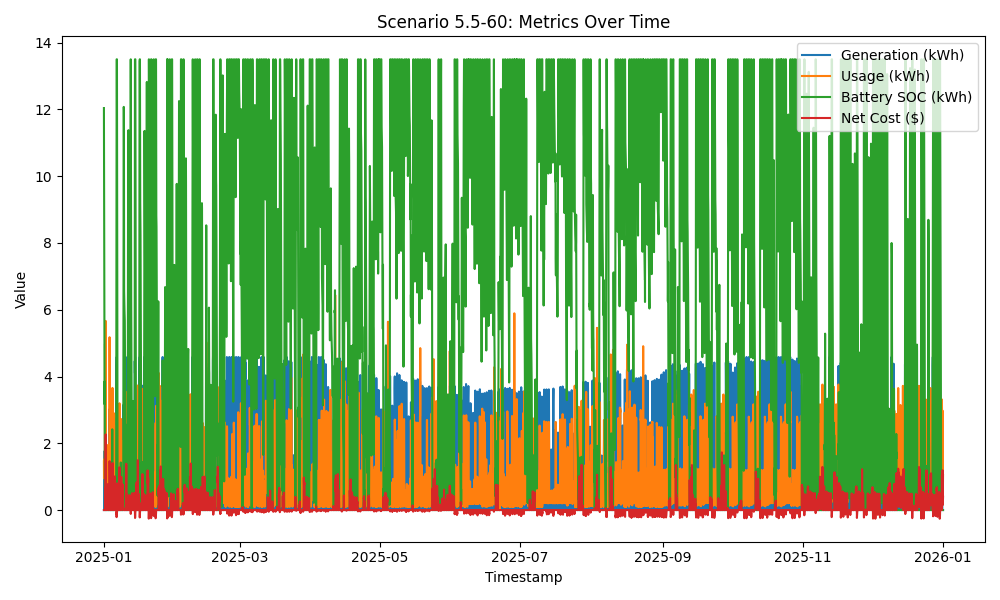 Scenario 5.5-60: Metrics Over Time
Generation (kWh)
Usage (kWh)
Battery SOC (kWh)
Net Cost ($)
Value
14
12
10
8
6
4
2
0
2025-01
2025-03
2025-05
2025-07
2025-09
2025-11
2026-01
Timestamp